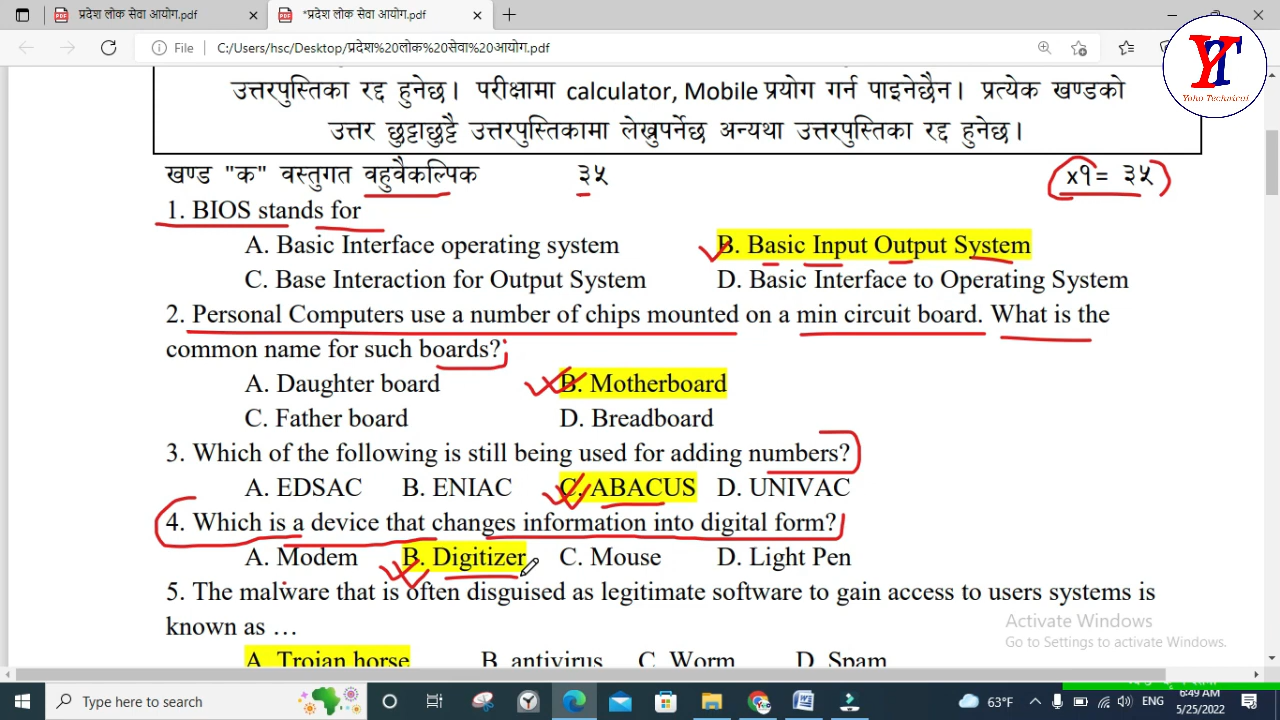 प्रदेश लोक सेवा आयोग.pdf
*प्रदेश लोक सेवा आयोग.pdf
File C:/Users/hsc/Desktop/प्रदेश%20लोक%20सेवा%20आयोग.pdf
YT
Yoho Technical
उत्तरपुस्तिका रद्द हुनेछ। परीक्षामा calculator, Mobile प्रयोग गर्न पाइनेछैन। प्रत्येक खण्डको
उत्तर छुट्टाछुट्टै उत्तरपुस्तिकामा लेख्नुपर्नेछ अन्यथा उत्तरपुस्तिका रद्द हुनेछ।
खण्ड "क" वस्तुगत वहुवैकल्पिक ३५ x१= ३५
1. BIOS stands for
A. Basic Interface operating system B. Basic Input Output System
C. Base Interaction for Output System D. Basic Interface to Operating System
2. Personal Computers use a number of chips mounted on a min circuit board. What is the
common name for such boards?
A. Daughter board B. Motherboard
C. Father board D. Breadboard
3. Which of the following is still being used for adding numbers?
A. EDSAC B. ENIAC C. ABACUS D. UNIVAC
4. Which is a device that changes information into digital form?
A. Modem B. Digitizer C. Mouse D. Light Pen
5. The malware that is often disguised as legitimate software to gain access to users systems is
known as …
A. Trojan horse B. antivirus C. Worm D. Spam
Activate Windows
Go to Settings to activate Windows.
Type here to search
63°F ENG 6:49 AM
5/25/2022